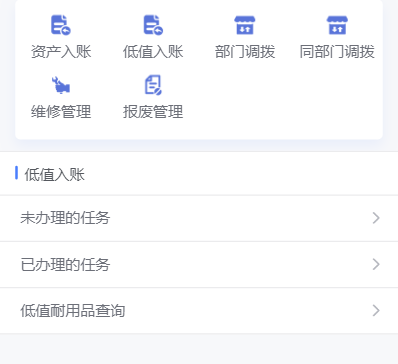 资产入账 低值入账 部门调拨 同部门调拨
维修管理 报废管理
低值入账
未办理的任务
已办理的任务
低值耐用品查询